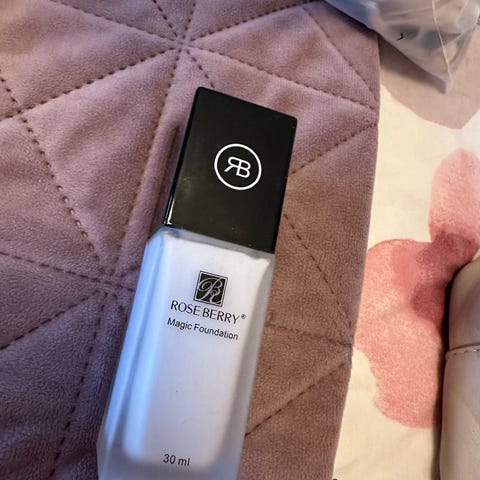 RB
ROSE BERRY®
Magic Foundation
30 ml